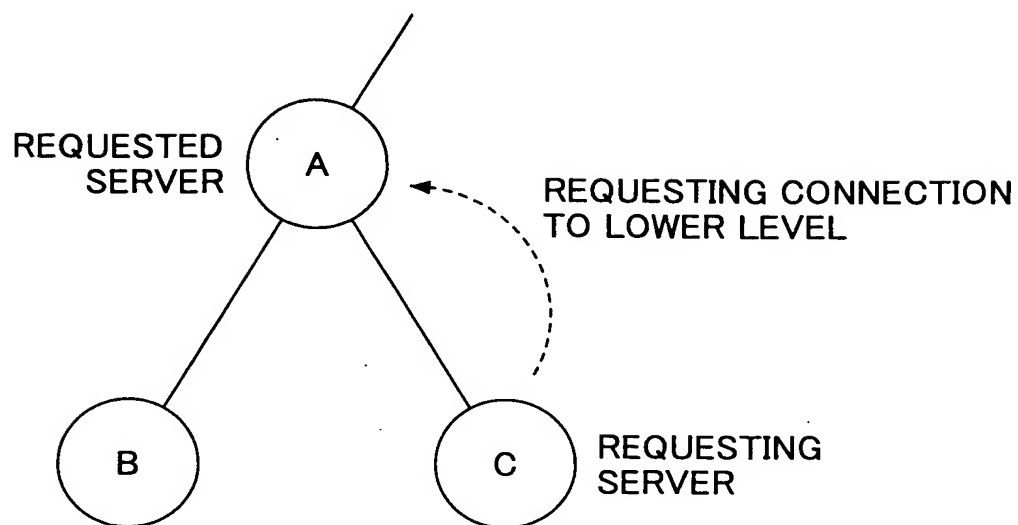 REQUESTED
SERVER
A
REQUESTING CONNECTION
TO LOWER LEVEL
B
C
REQUESTING
SERVER